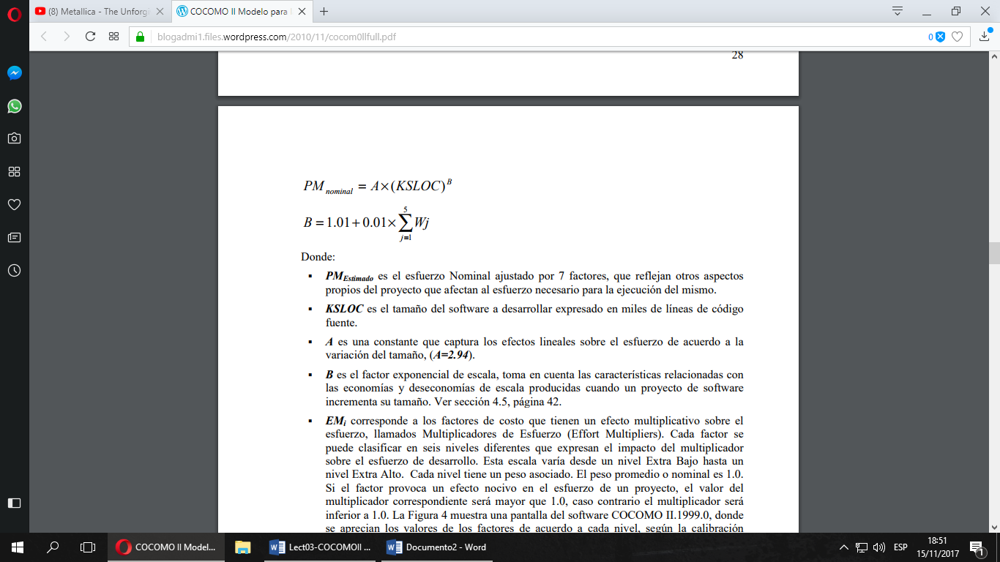 (8) Metallica - The Unforgi
COCOMO II Modelo para
blogadmi1.files.wordpress.com/2010/11/cocom0llfull.pdf
0
28
PM nominal = A×(KSLOC)^B
5
B = 1.01 + 0.01× ∑ Wj
j=1
Donde:
▪ PM_Estimado es el esfuerzo Nominal ajustado por 7 factores, que reflejan otros aspectos
propios del proyecto que afectan al esfuerzo necesario para la ejecución del mismo.
▪ KSLOC es el tamaño del software a desarrollar expresado en miles de líneas de código
fuente.
▪ A es una constante que captura los efectos lineales sobre el esfuerzo de acuerdo a la
variación del tamaño, (A=2.94).
▪ B es el factor exponencial de escala, toma en cuenta las características relacionadas con
las economías y deseconomías de escala producidas cuando un proyecto de software
incrementa su tamaño. Ver sección 4.5, página 42.
▪ EMi corresponde a los factores de costo que tienen un efecto multiplicativo sobre el
esfuerzo, llamados Multiplicadores de Esfuerzo (Effort Multipliers). Cada factor se
puede clasificar en seis niveles diferentes que expresan el impacto del multiplicador
sobre el esfuerzo de desarrollo. Esta escala varía desde un nivel Extra Bajo hasta un
nivel Extra Alto. Cada nivel tiene un peso asociado. El peso promedio o nominal es 1.0.
Si el factor provoca un efecto nocivo en el esfuerzo de un proyecto, el valor del
multiplicador correspondiente será mayor que 1.0, caso contrario el multiplicador será
inferior a 1.0. La Figura 4 muestra una pantalla del software COCOMO II.1999.0, donde
se aprecian los valores de los factores de acuerdo a cada nivel, según la calibración
COCOMO II Model...
Lect03-COCOMOII ...
Documento2 - Word
ESP
18:51
15/11/2017
1